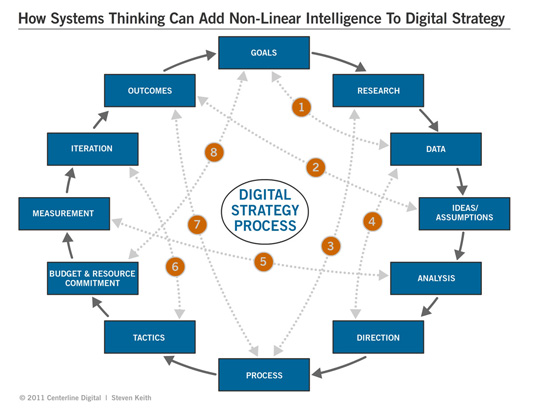 How Systems Thinking Can Add Non-Linear Intelligence To Digital Strategy
GOALS
OUTCOMES
RESEARCH
1
ITERATION
8
DATA
2
DIGITAL
STRATEGY
PROCESS
MEASUREMENT
IDEAS/
ASSUMPTIONS
7
3
4
5
6
BUDGET & RESOURCE
COMMITMENT
ANALYSIS
TACTICS
DIRECTION
PROCESS
© 2011 Centerline Digital | Steven Keith